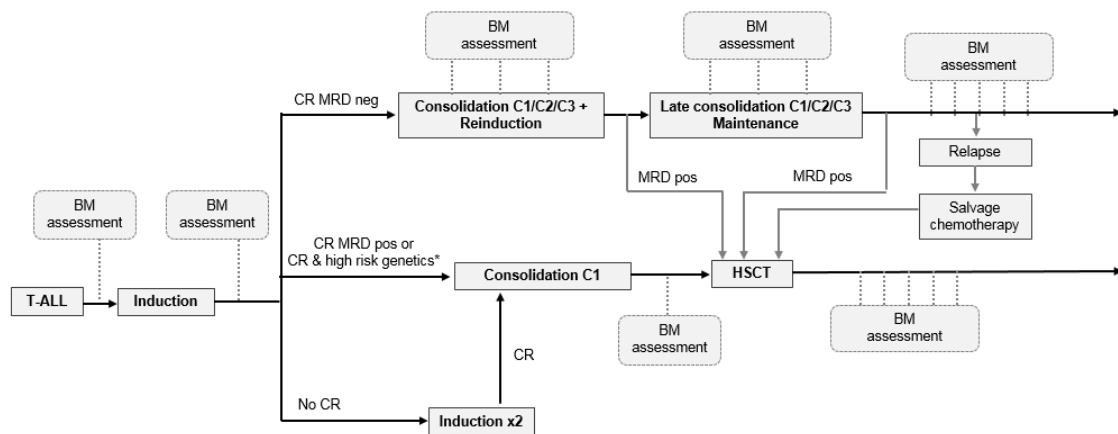 BM
assessment
BM
assessment
BM
assessment
CR MRD neg
Consolidation C1/C2/C3 +
Reinduction
Late consolidation C1/C2/C3
Maintenance
Relapse
MRD pos
MRD pos
BM
assessment
BM
assessment
Salvage
chemotherapy
CR MRD pos or
CR & high risk genetics*
Consolidation C1
HSCT
T-ALL
Induction
BM
assessment
BM
assessment
CR
No CR
Induction x2